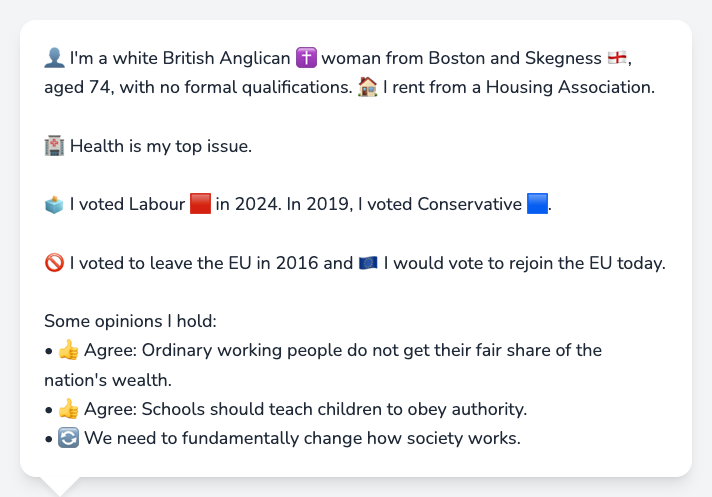 👤 I'm a white British Anglican ✝️ woman from Boston and Skegness 🏴󠁧󠁢󠁥󠁮󠁧󠁿,
aged 74, with no formal qualifications. 🏠 I rent from a Housing Association.
🏥 Health is my top issue.
🗳️ I voted Labour 🟥 in 2024. In 2019, I voted Conservative 🟦.
🚫 I voted to leave the EU in 2016 and 🇪🇺 I would vote to rejoin the EU today.
Some opinions I hold:
• 👍 Agree: Ordinary working people do not get their fair share of the
nation's wealth.
• 👍 Agree: Schools should teach children to obey authority.
• 🔄 We need to fundamentally change how society works.